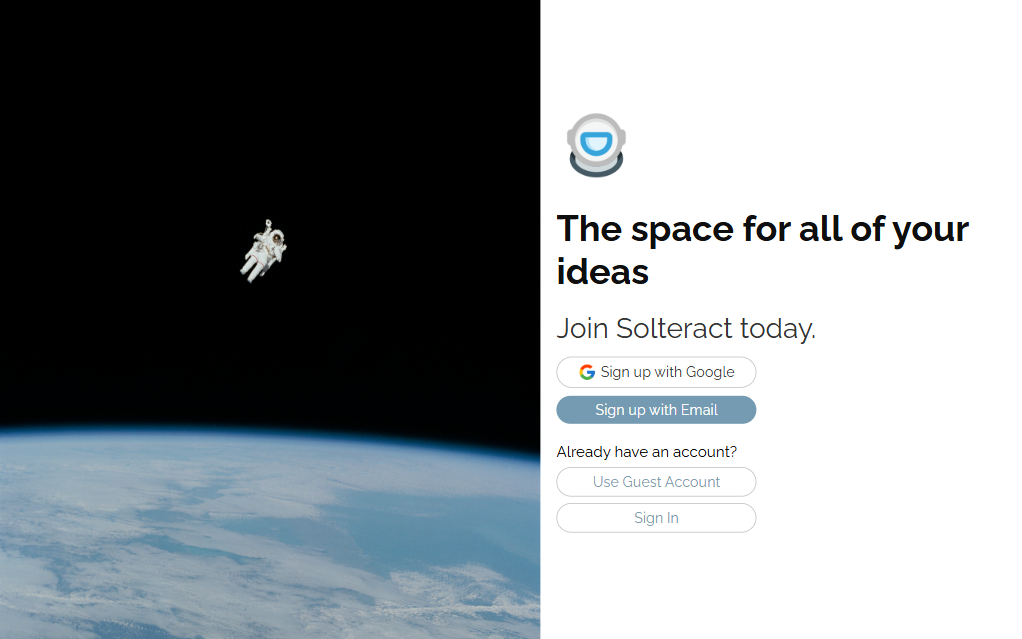 The space for all of your
ideas
Join Solteract today.
Sign up with Google
Sign up with Email
Already have an account?
Use Guest Account
Sign In